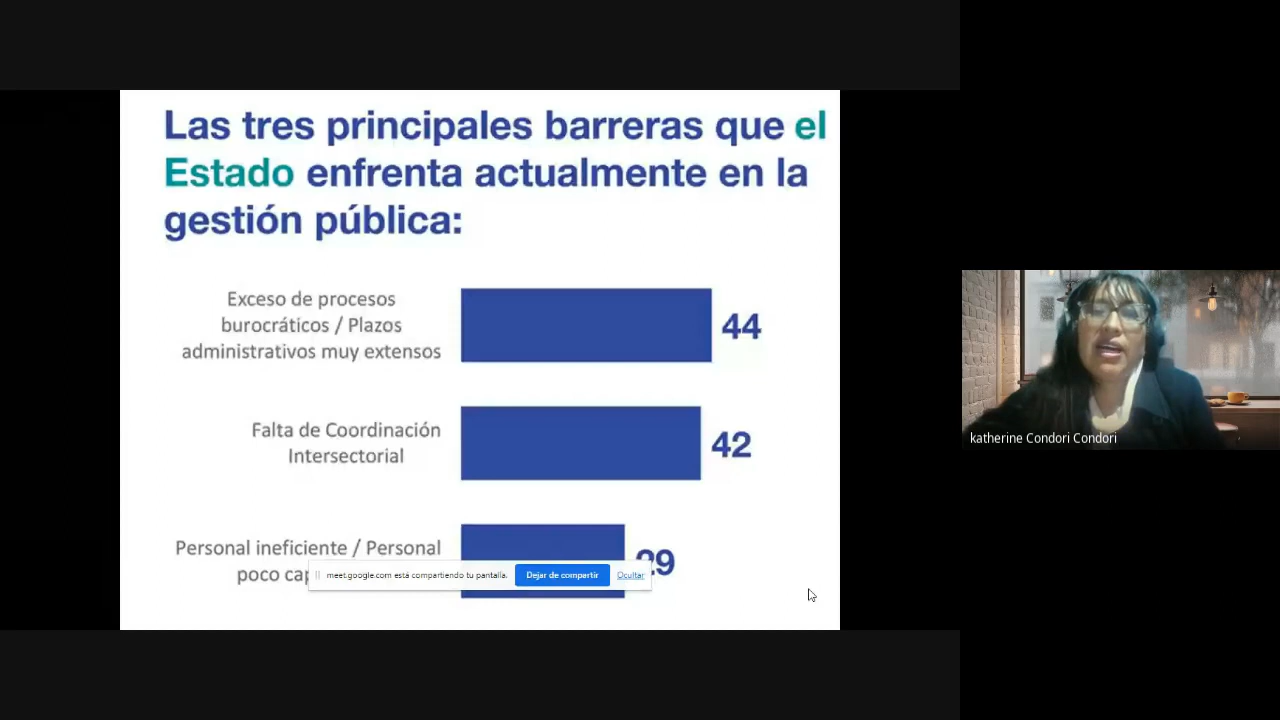 Las tres principales barreras que el
Estado enfrenta actualmente en la
gestión pública:
Exceso de procesos
burocráticos / Plazos
administrativos muy extensos
44
Falta de Coordinación
Intersectorial
42
Personal ineficiente / Personal
poco
29
meet.google.com está compartiendo tu pantalla.
Dejar de compartir
Ocultar
katherine Condori Condori